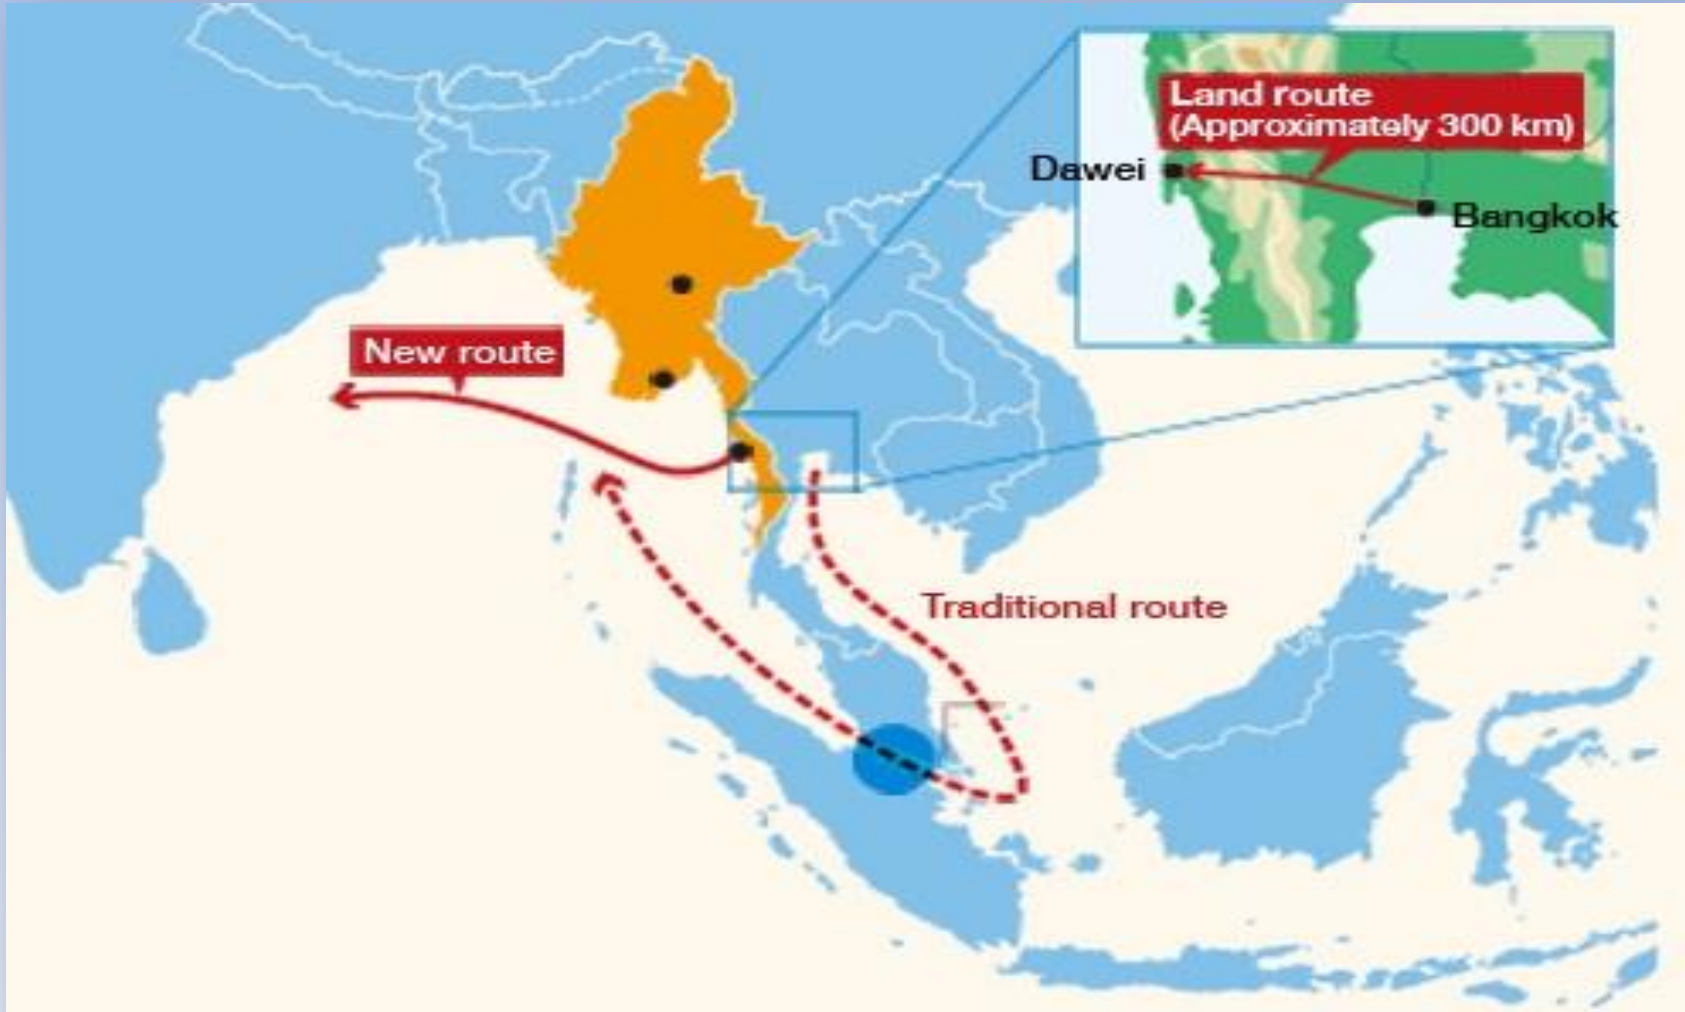 Land route
(Approximately 300 km)
Dawei
Bangkok
New route
Traditional route